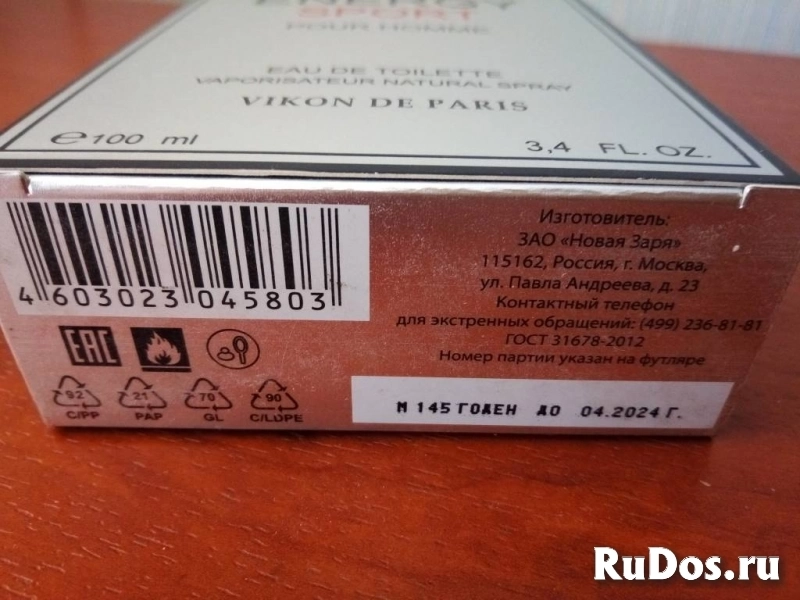 ENERGY
SPORT
POUR HOMME
EAU DE TOILETTE
VAPORISATEUR NATURAL SPRAY
VIKON DE PARIS
e 100 ml
3,4 FL. OZ.
4 603023 045803
EAC
92
C/PP
21
PAP
70
GL
90
C/LDPE
Изготовитель:
ЗАО «Новая Заря»
115162, Россия, г. Москва,
ул. Павла Андреева, д. 23
Контактный телефон
для экстренных обращений: (499) 236-81-81
ГОСТ 31678-2012
Номер партии указан на футляре
М 145 ГОДЕН ДО 04.2024 Г.
RuDos.ru